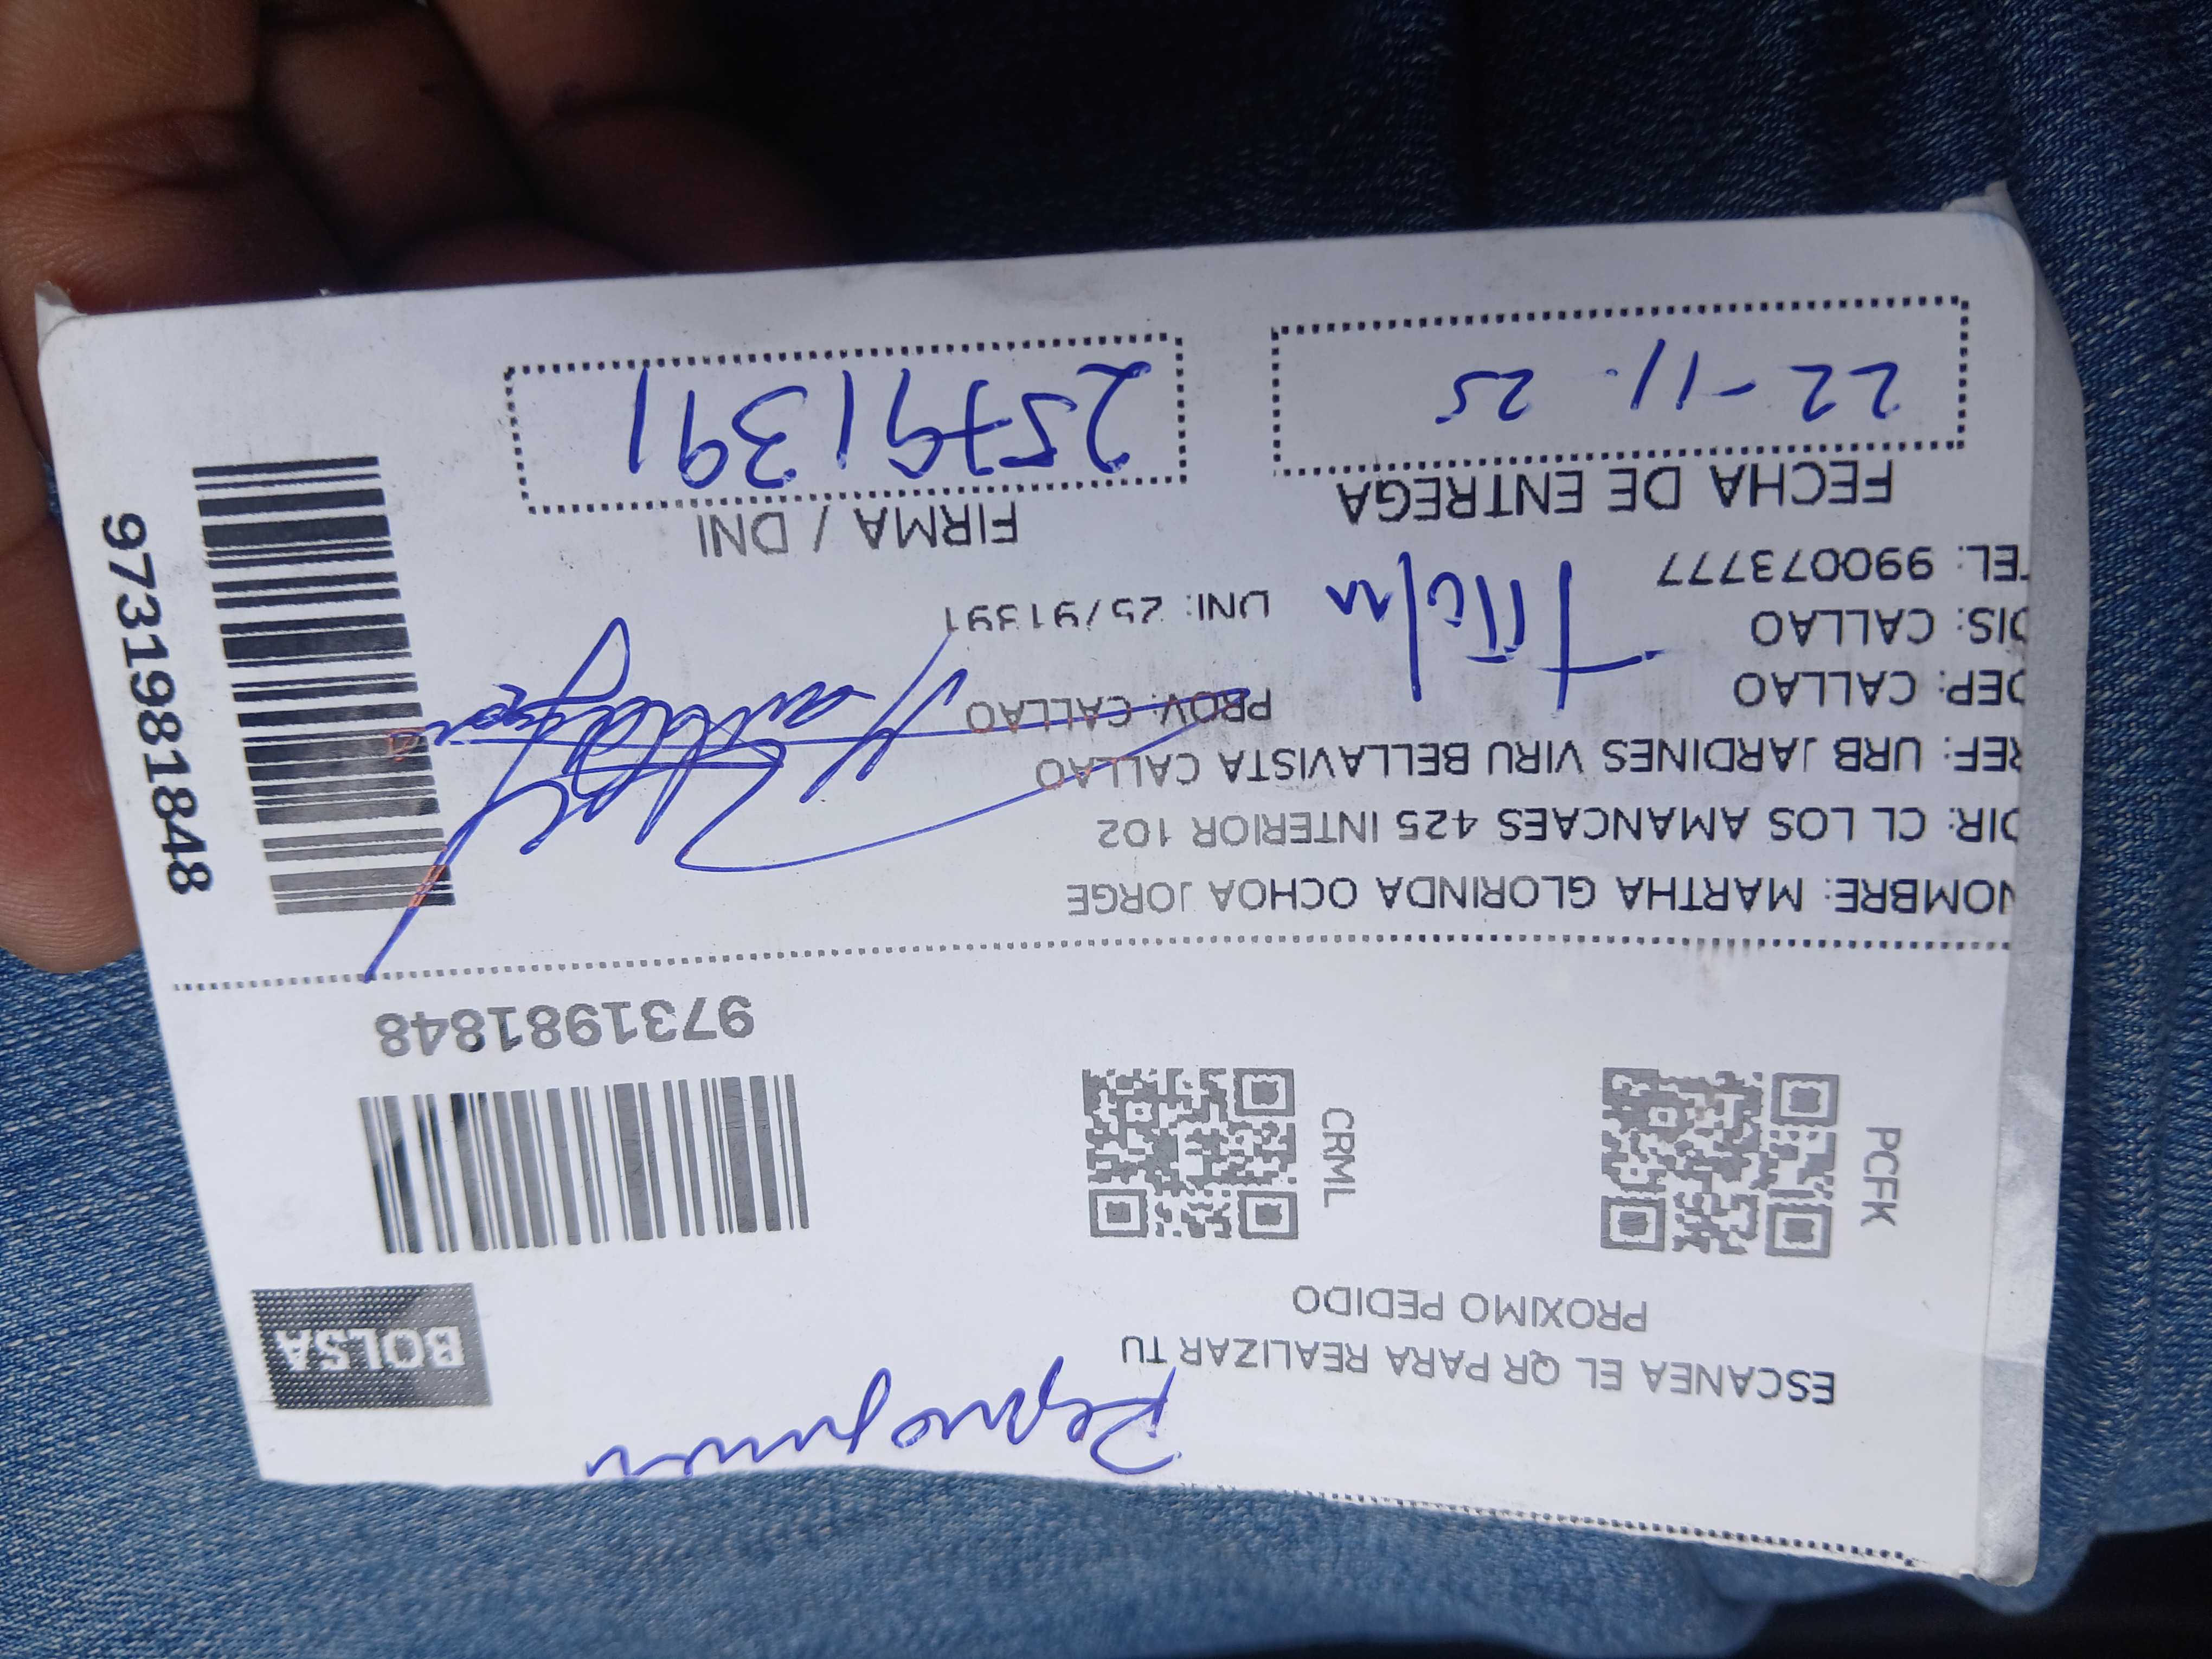 Repneguen
ESCANEA EL QR PARA REALIZAR TU
PROXIMO PEDIDO
BOLSA
PCFK
CRML
9731981848
NOMBRE: MARTHA GLORINDA OCHOA JORGE
DIR: CL LOS AMANCAES 425 INTERIOR 102
REF: URB JARDINES VIRU BELLAVISTA CALLAO
DEP: CALLAO PROV: CALLAO
DIS: CALLAO
TEL: 990073777 DNI: 25791391
Titular
FECHA DE ENTREGA
22-11-25
FIRMA / DNI
25791391
9731981848